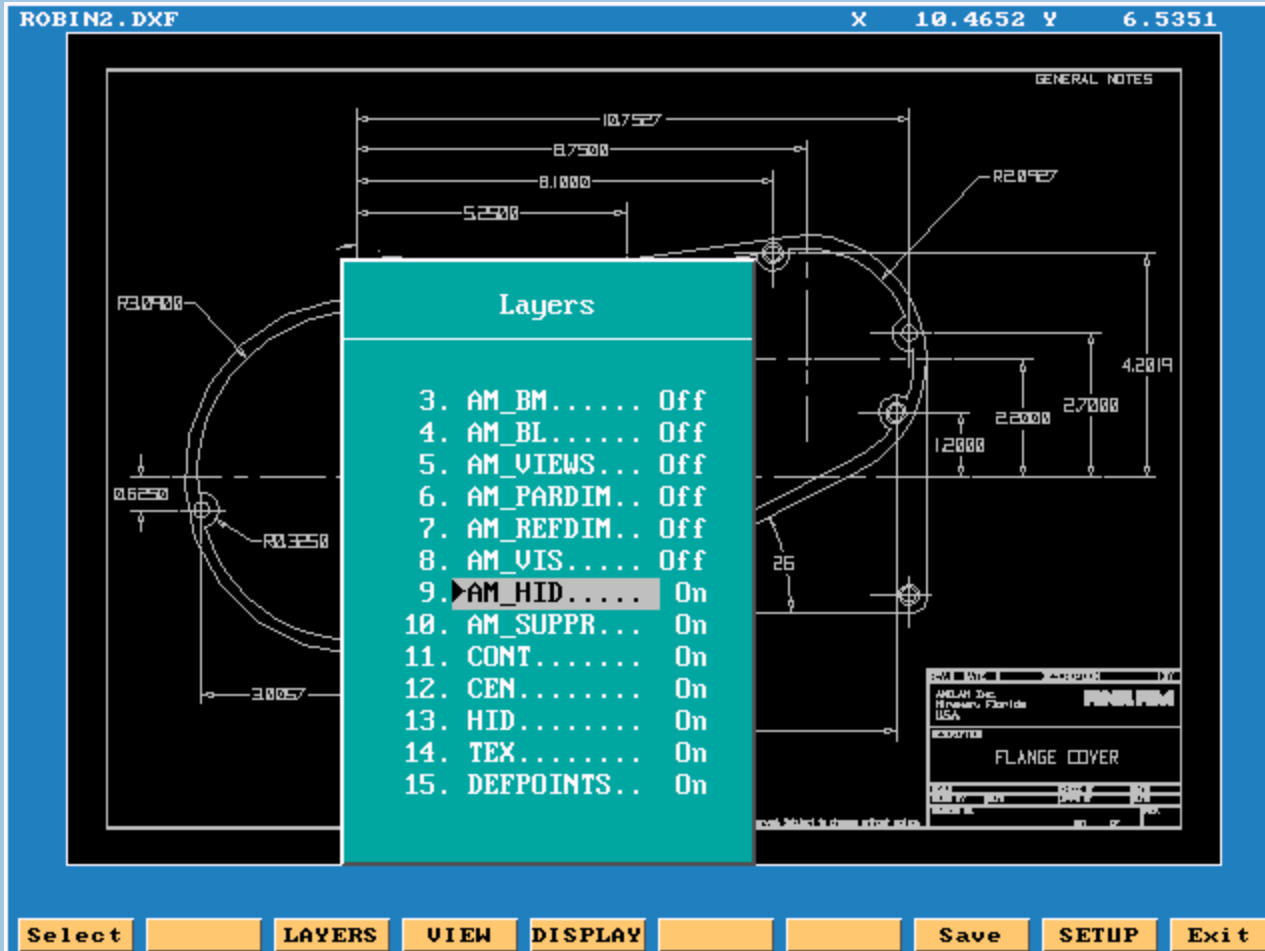 ROBIN2.DXF X 10.4652 Y 6.5351
GENERAL NOTES
10.7527
8.7500
8.1000
R2.0927
5.2500
R3.0900
Layers
4.2019
3. AM_BM...... Off
2.7000
4. AM_BL...... Off
2.2000
1.2000
5. AM_VIEWS... Off
6. AM_PARDIM.. Off
0.6250
7. AM_REFDIM.. Off
R0.3250
8. AM_VIS..... Off
26
9. AM_HID..... On
10. AM_SUPPR... On
11. CONT....... On
12. CEN........ On
3.0057
13. HID........ On
14. TEX........ On
15. DEFPOINTS.. On
ANILAM Inc.
Miramar, Florida
USA
FLANGE COVER
Select LAYERS VIEW DISPLAY Save SETUP Exit